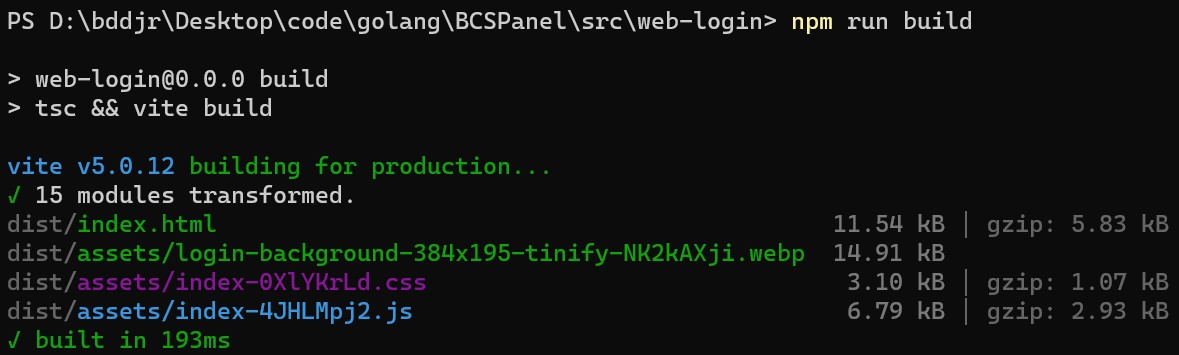 PS D:\bddjr\Desktop\code\golang\BCSPanel\src\web-login> npm run build
> web-login@0.0.0 build
> tsc && vite build
vite v5.0.12 building for production...
✓ 15 modules transformed.
dist/index.html 11.54 kB │ gzip: 5.83 kB
dist/assets/login-background-384x195-tinify-NK2kAXji.webp 14.91 kB
dist/assets/index-0XlYKrLd.css 3.10 kB │ gzip: 1.07 kB
dist/assets/index-4JHLMpj2.js 6.79 kB │ gzip: 2.93 kB
✓ built in 193ms